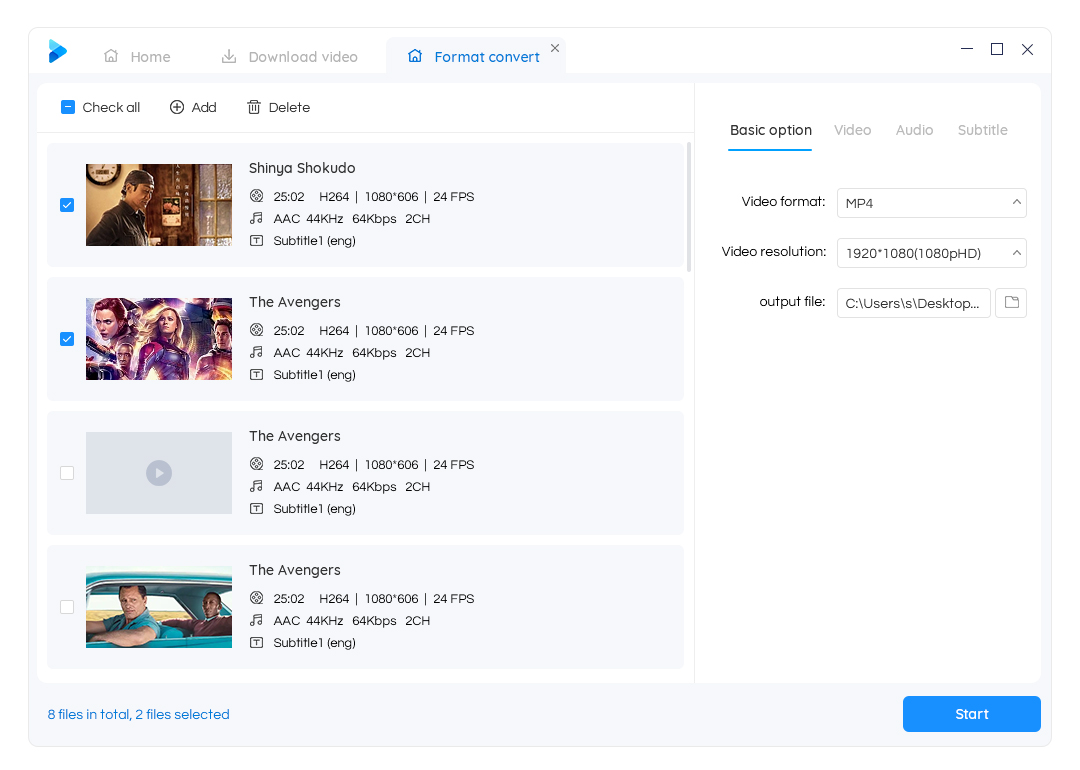 Home
Download video
Format convert
Check all
Add
Delete
Shinya Shokudo
25:02 H264 | 1080*606 | 24 FPS
AAC 44KHz 64Kbps 2CH
Subtitle1 (eng)
The Avengers
25:02 H264 | 1080*606 | 24 FPS
AAC 44KHz 64Kbps 2CH
Subtitle1 (eng)
The Avengers
25:02 H264 | 1080*606 | 24 FPS
AAC 44KHz 64Kbps 2CH
Subtitle1 (eng)
The Avengers
25:02 H264 | 1080*606 | 24 FPS
AAC 44KHz 64Kbps 2CH
Subtitle1 (eng)
Basic option
Video
Audio
Subtitle
Video format: MP4
Video resolution: 1920*1080(1080pHD)
output file: C:\Users\s\Desktop...
8 files in total, 2 files selected
Start